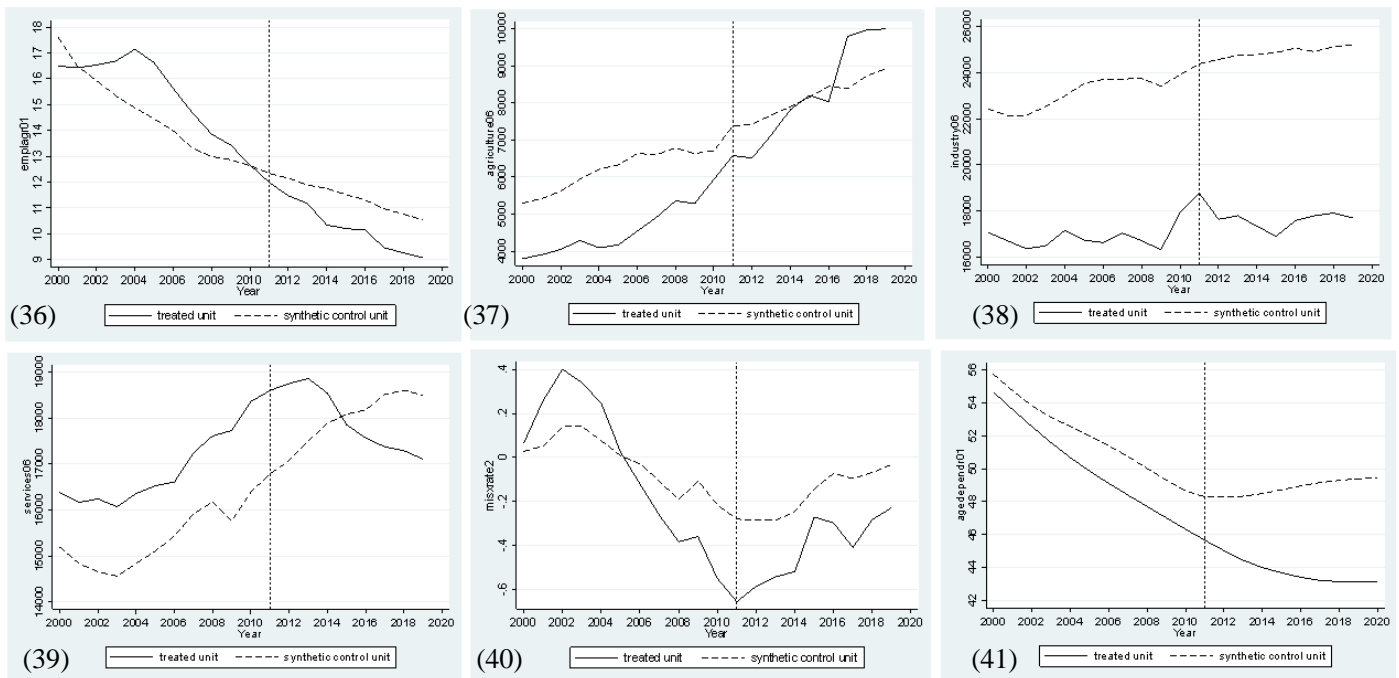 emplagr01
9 10 11 12 13 14 15 16 17 18
2000 2002 2004 2006 2008 2010 2012 2014 2016 2018 2020
Year
treated unit synthetic control unit
(36)
agriculture06
4000 5000 6000 7000 8000 9000 10000
2000 2002 2004 2006 2008 2010 2012 2014 2016 2018 2020
Year
treated unit synthetic control unit
(37)
industry06
16000 18000 20000 22000 24000 26000
2000 2002 2004 2006 2008 2010 2012 2014 2016 2018 2020
Year
treated unit synthetic control unit
(38)
services06
14000 15000 16000 17000 18000 19000
2000 2002 2004 2006 2008 2010 2012 2014 2016 2018 2020
Year
treated unit synthetic control unit
(39)
misxrate2
-.6 -.4 -.2 0 .2 .4
2000 2002 2004 2006 2008 2010 2012 2014 2016 2018 2020
Year
treated unit synthetic control unit
(40)
agedependr01
42 44 46 48 50 52 54 56
2000 2002 2004 2006 2008 2010 2012 2014 2016 2018 2020
Year
treated unit synthetic control unit
(41)